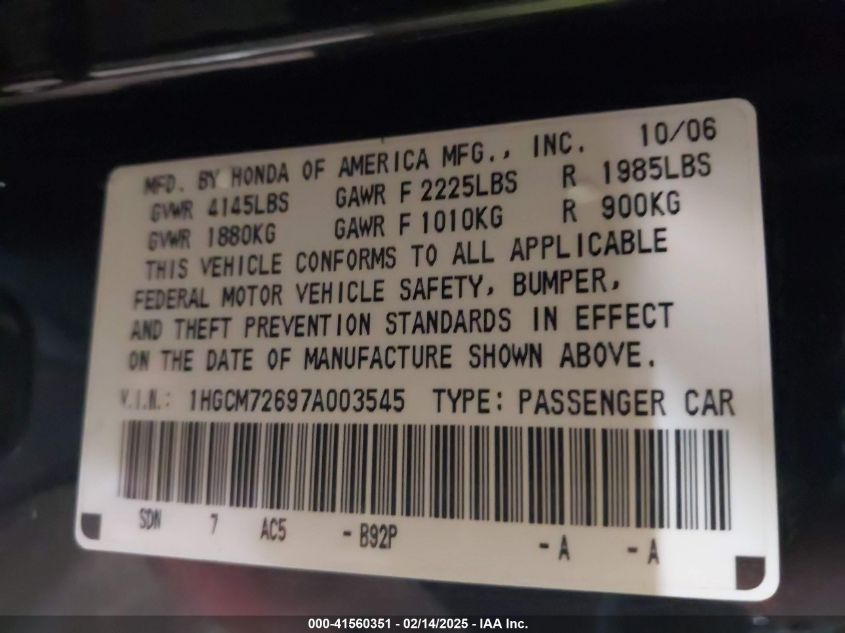 MFD. BY HONDA OF AMERICA MFG., INC. 10/06
GVWR 4145LBS GAWR F 2225LBS R 1985LBS
GVWR 1880KG GAWR F 1010KG R 900KG
THIS VEHICLE CONFORMS TO ALL APPLICABLE
FEDERAL MOTOR VEHICLE SAFETY, BUMPER,
AND THEFT PREVENTION STANDARDS IN EFFECT
ON THE DATE OF MANUFACTURE SHOWN ABOVE.
V.I.N.: 1HGCM72697A003545 TYPE: PASSENGER CAR
SDN 7 AC5 - B92P - A - A
000-41560351 - 02/14/2025 - IAA Inc.